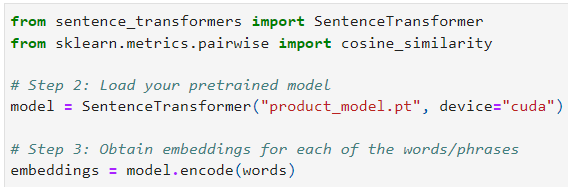 from sentence_transformers import SentenceTransformer
from sklearn.metrics.pairwise import cosine_similarity
# Step 2: Load your pretrained model
model = SentenceTransformer("product_model.pt", device="cuda")
# Step 3: Obtain embeddings for each of the words/phrases
embeddings = model.encode(words)